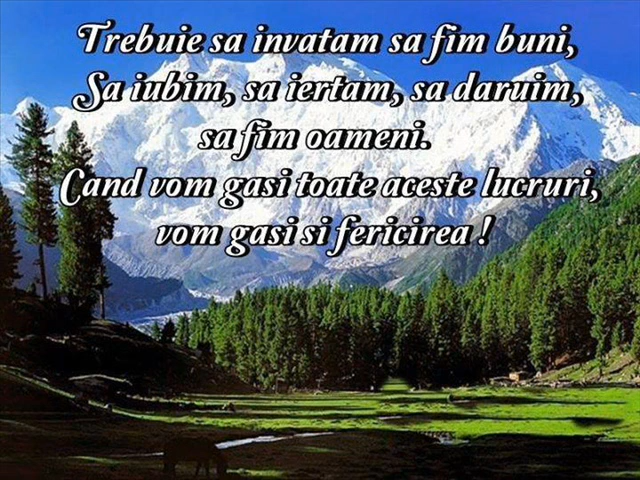 Trebuie sa invatam sa fim buni,
Sa iubim, sa iertam, sa daruim,
sa fim oameni.
Cand vom gasi toate aceste lucruri,
vom gasi si fericirea !